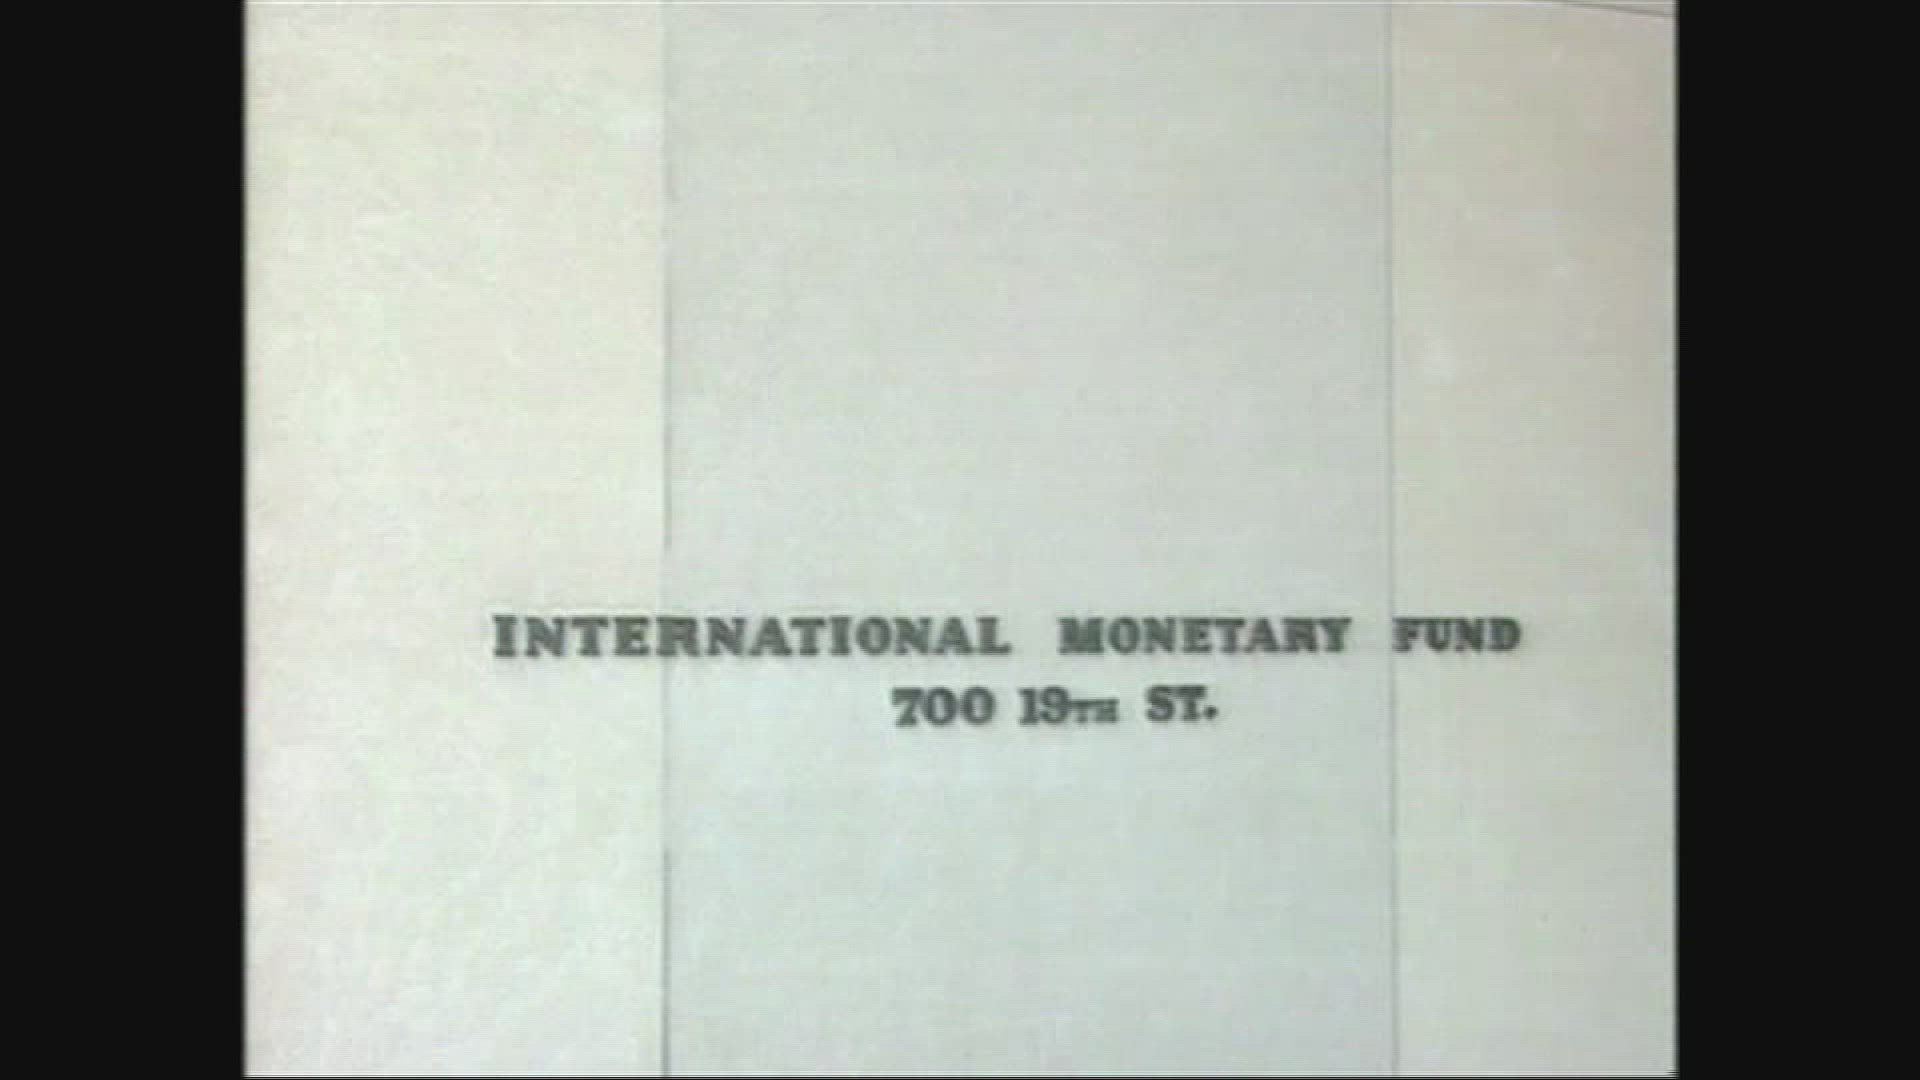 INTERNATIONAL MONETARY FUND
700 19TH ST.